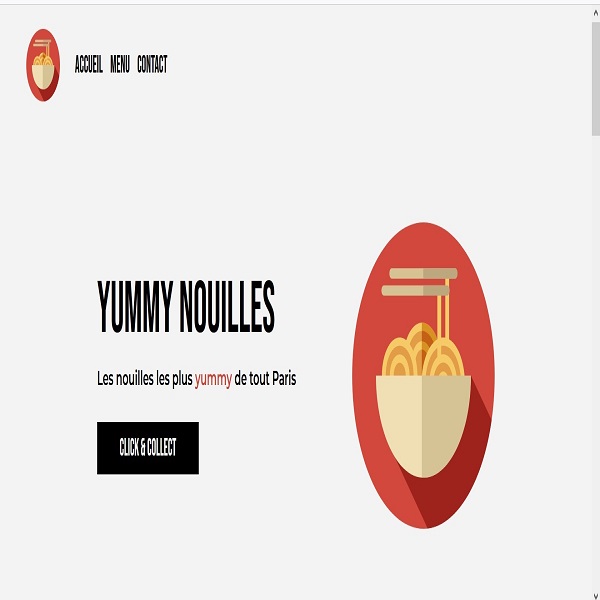 ACCUEIL MENU CONTACT
YUMMY NOUILLES
Les nouilles les plus yummy de tout Paris
CLICK & COLLECT